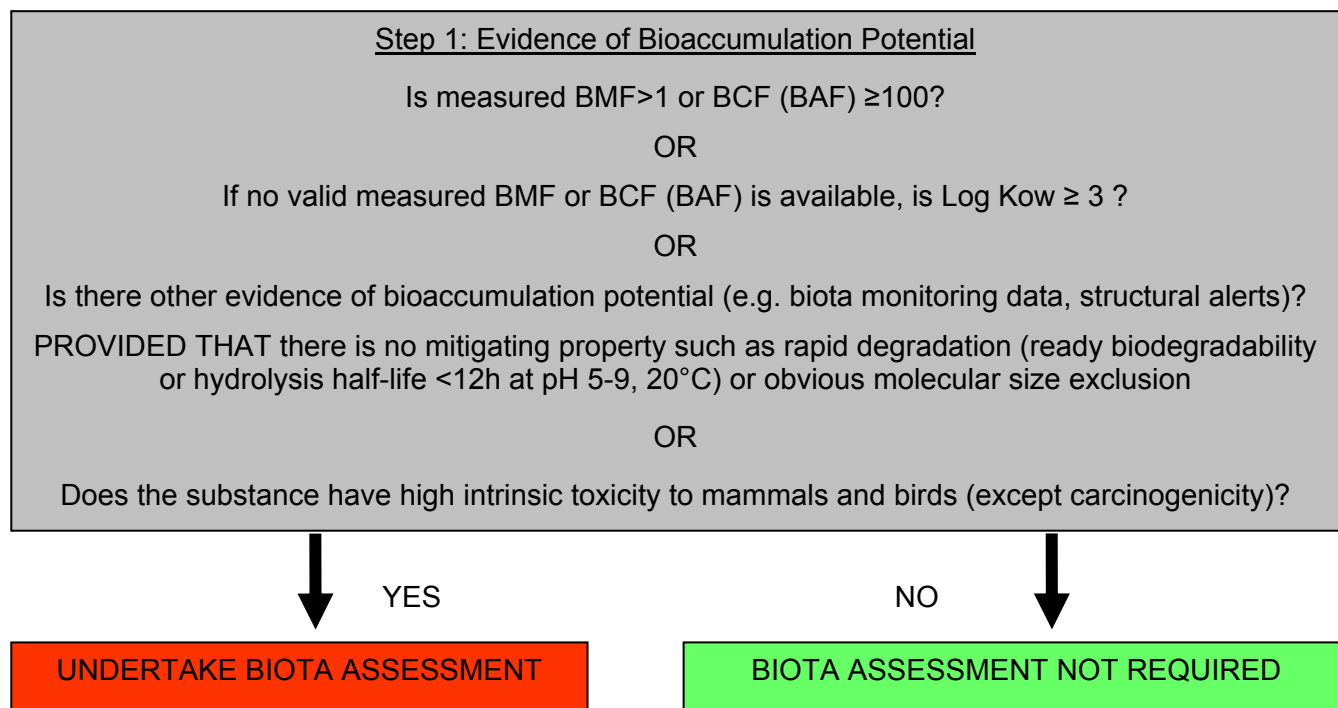 Step 1: Evidence of Bioaccumulation Potential
Is measured BMF>1 or BCF (BAF) ≥100?
OR
If no valid measured BMF or BCF (BAF) is available, is Log Kow ≥ 3 ?
OR
Is there other evidence of bioaccumulation potential (e.g. biota monitoring data, structural alerts)?
PROVIDED THAT there is no mitigating property such as rapid degradation (ready biodegradability
or hydrolysis half-life <12h at pH 5-9, 20°C) or obvious molecular size exclusion
OR
Does the substance have high intrinsic toxicity to mammals and birds (except carcinogenicity)?
YES
NO
UNDERTAKE BIOTA ASSESSMENT
BIOTA ASSESSMENT NOT REQUIRED